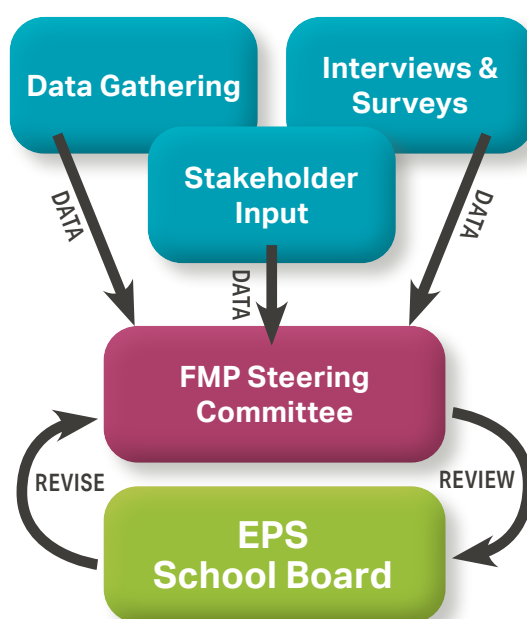 Data Gathering
Interviews &
Surveys
Stakeholder
Input
DATA
DATA
DATA
FMP Steering
Committee
REVISE
REVIEW
EPS
School Board